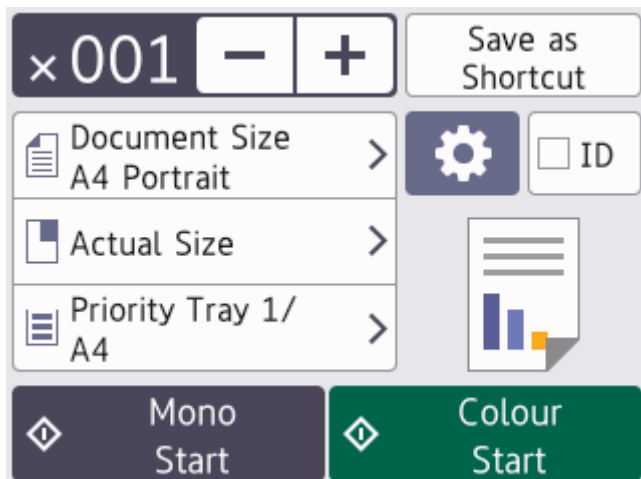 ×001 − +
Save as
Shortcut
Document Size
A4 Portrait
ID
Actual Size
Priority Tray 1/
A4
Mono
Start
Colour
Start